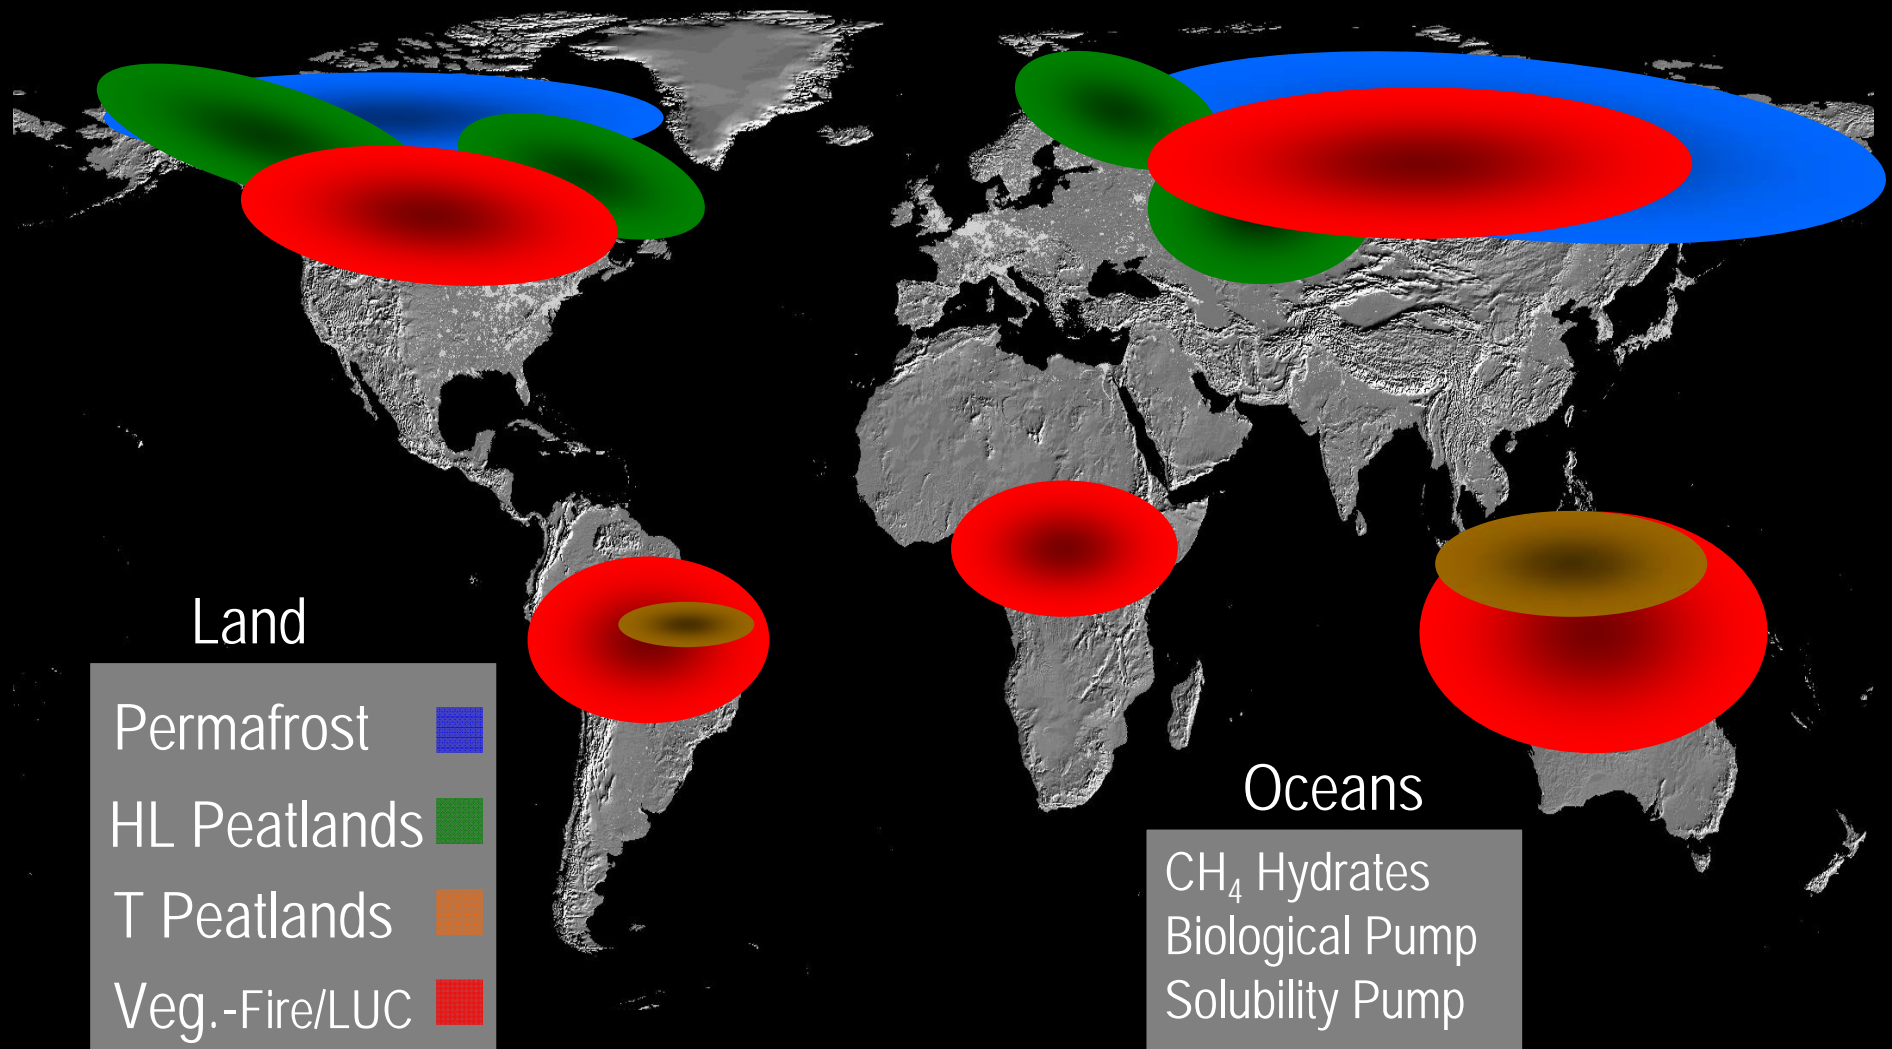 Land
Permafrost
HL Peatlands
T Peatlands
Veg.-Fire/LUC
Oceans
CH₄ Hydrates
Biological Pump
Solubility Pump